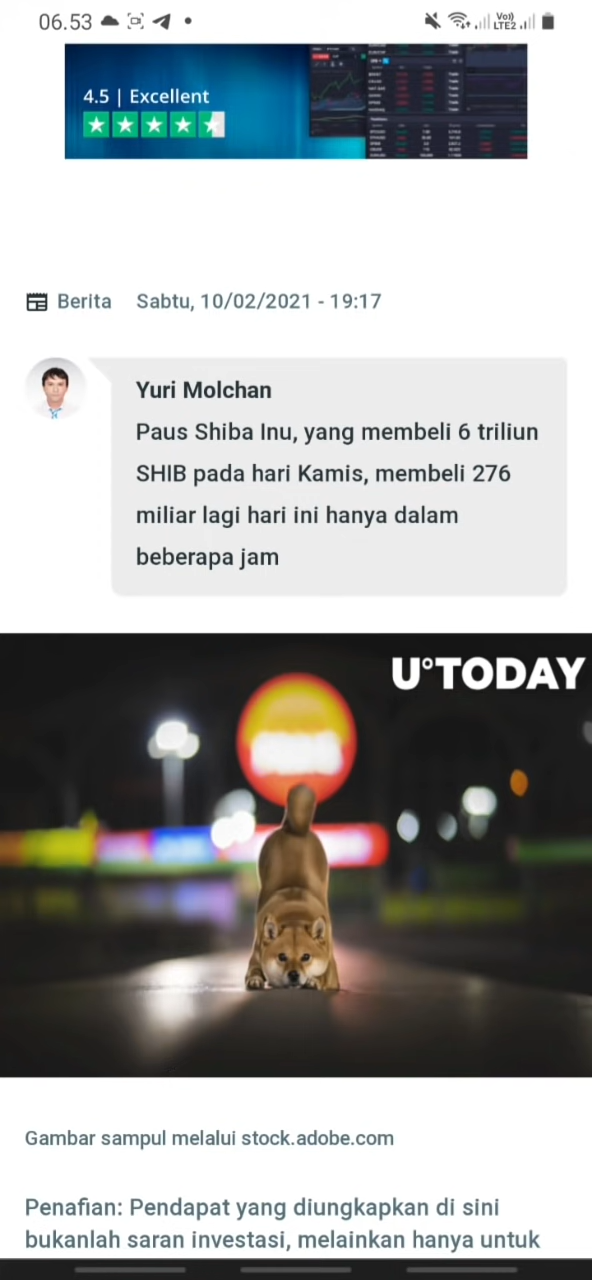 06.53
Vo))
LTE2
4.5 | Excellent
Berita Sabtu, 10/02/2021 - 19:17
Yuri Molchan
Paus Shiba Inu, yang membeli 6 triliun
SHIB pada hari Kamis, membeli 276
miliar lagi hari ini hanya dalam
beberapa jam
U°TODAY
Gambar sampul melalui stock.adobe.com
Penafian: Pendapat yang diungkapkan di sini
bukanlah saran investasi, melainkan hanya untuk